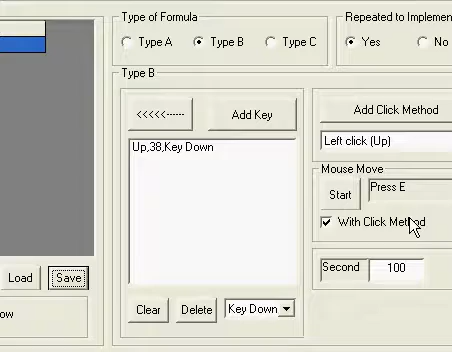 Type of Formula
Type A
Type B
Type C
Repeated to Implemen
Yes
No
Type B
<<<<<------
Add Key
Up,38,Key Down
Clear
Delete
Key Down
Add Click Method
Left click (Up)
Mouse Move
Start
Press E
With Click Method
Second
100
Load
Save
ow